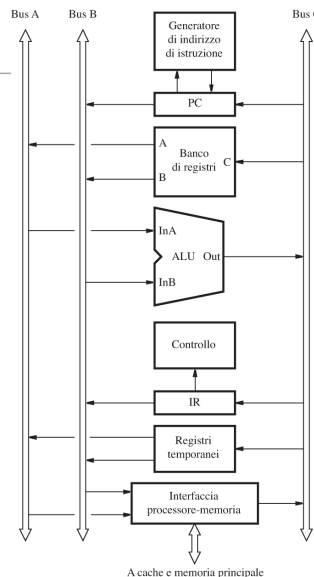 Bus A
Bus B
Bus C
Generatore
di indirizzo
di istruzione
PC
A
Banco
di registri
C
B
InA
ALU
Out
InB
Controllo
IR
Registri
temporanei
Interfaccia
processore-memoria
A cache e memoria principale